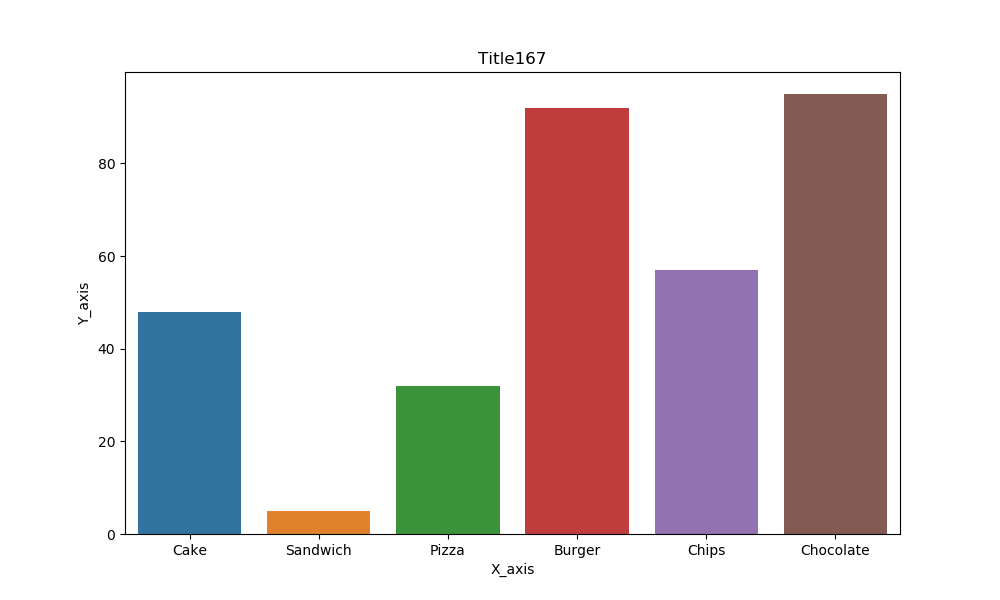 Title167
Y_axis
80
60
40
20
0
Cake Sandwich Pizza Burger Chips Chocolate
X_axis